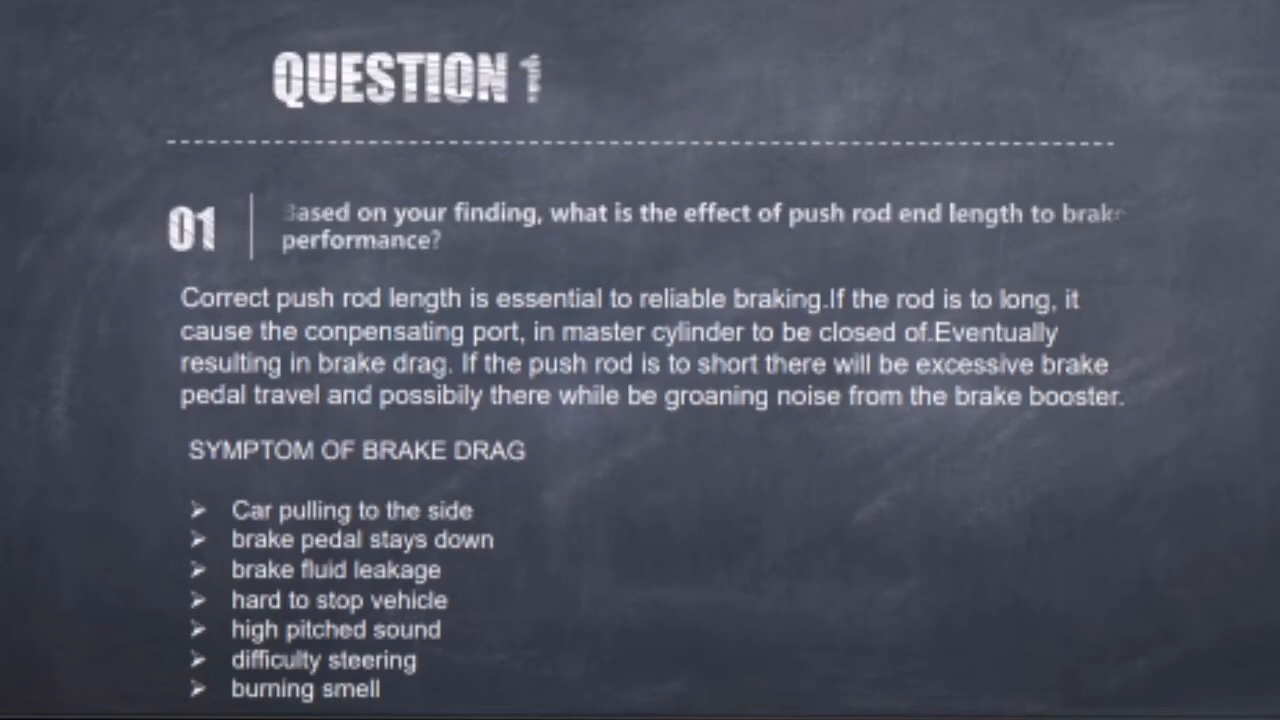 QUESTION 1
01
Based on your finding, what is the effect of push rod end length to brake
performance?
Correct push rod length is essential to reliable braking.If the rod is to long, it
cause the conpensating port, in master cylinder to be closed of.Eventually
resulting in brake drag. If the push rod is to short there will be excessive brake
pedal travel and possibily there while be groaning noise from the brake booster.
SYMPTOM OF BRAKE DRAG
➢ Car pulling to the side
➢ brake pedal stays down
➢ brake fluid leakage
➢ hard to stop vehicle
➢ high pitched sound
➢ difficulty steering
➢ burning smell